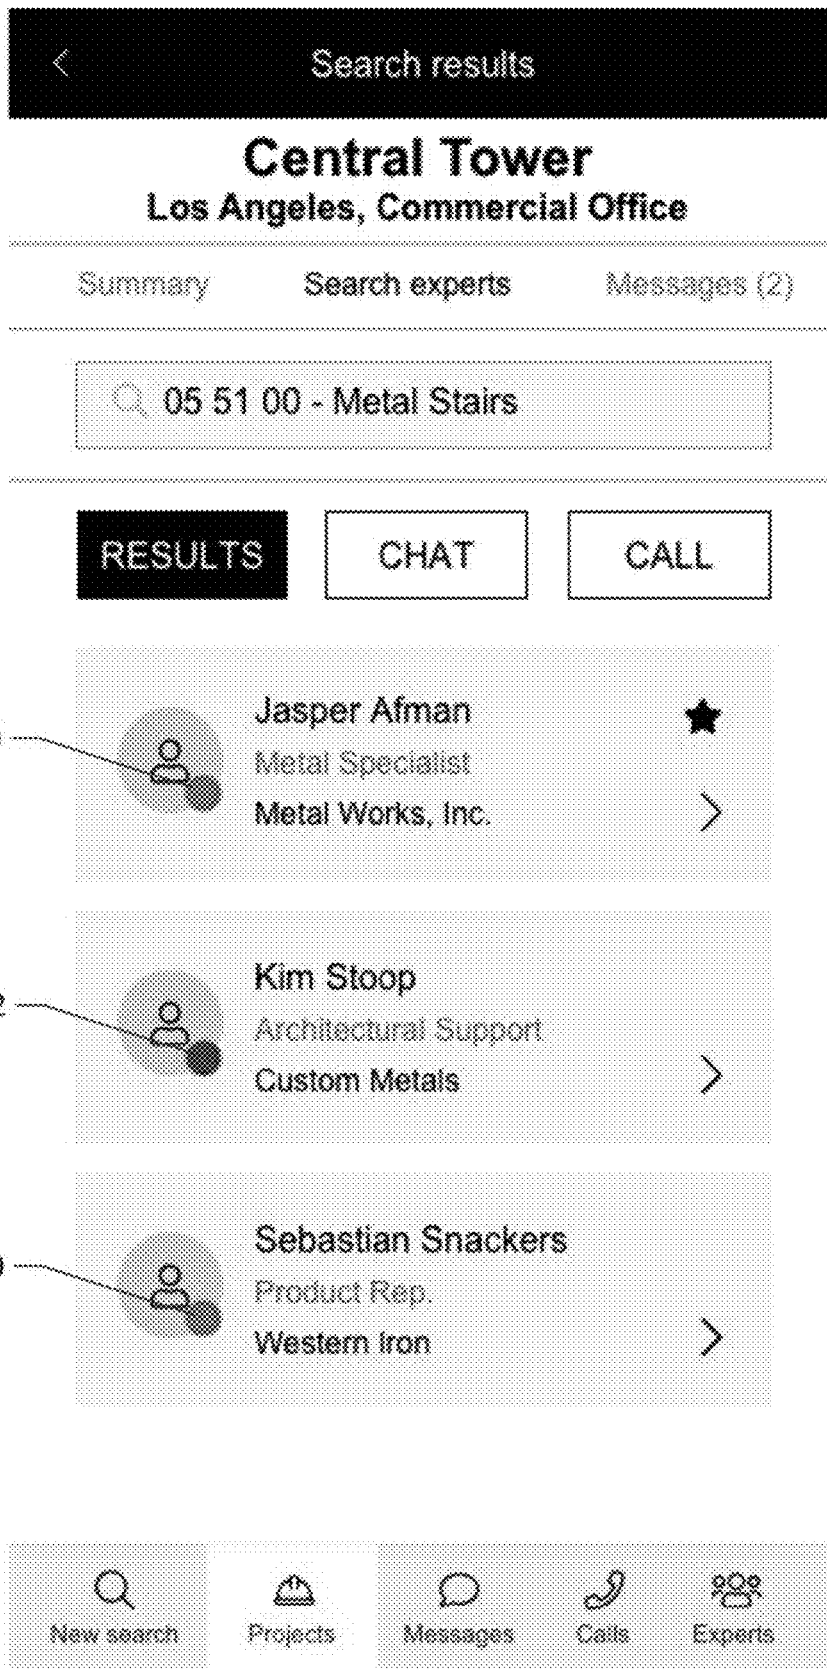 Search results
Central Tower
Los Angeles, Commercial Office
Summary Search experts Messages (2)
05 51 00 - Metal Stairs
RESULTS CHAT CALL
Jasper Afman
Metal Specialist
Metal Works, Inc.
Kim Stoop
Architectural Support
Custom Metals
Sebastian Snackers
Product Rep.
Western Iron
New search Projects Messages Calls Experts